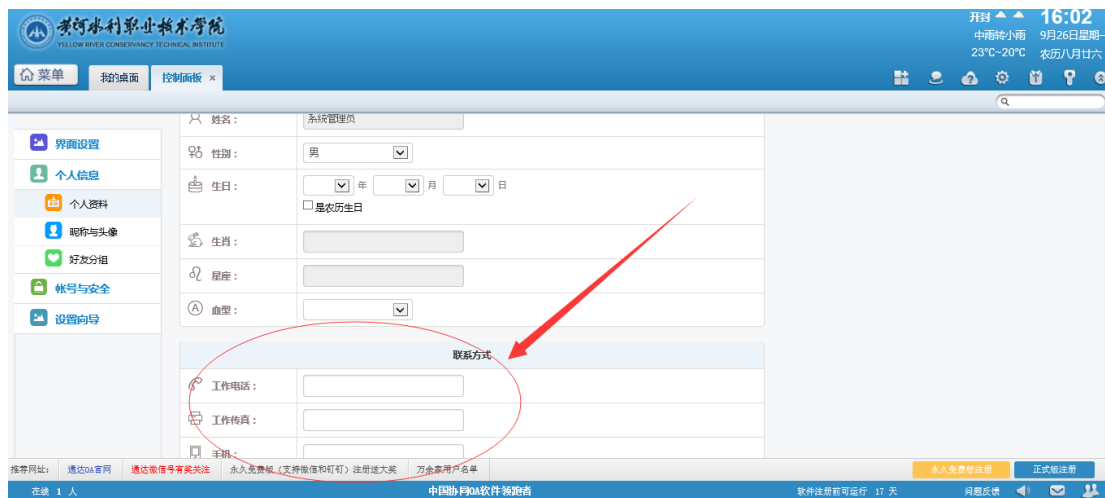 黄河水利职业技术学院
YELLOW RIVER CONSERVANCY TECHNICAL INSTITUTE
开封 16:02
中雨转小雨 9月26日星期一
23℃~20℃ 农历八月廿六
菜单 我的桌面 控制面板 ×
姓名： 系统管理员
界面设置
性别： 男
个人信息
生日： 年 月 日
个人资料
是农历生日
昵称与头像
生肖：
好友分组
星座：
帐号与安全
A 血型：
设置向导
联系方式
工作电话：
工作传真：
手机：
推荐网址： 通达OA官网 通达微信号有奖关注 永久免费版（支持微信和钉钉）注册送大奖 万余家用户名单 永久免费版注册 正式版注册
在线 1 人 中国协同OA软件领跑者 软件注册前可运行 17 天 问题反馈